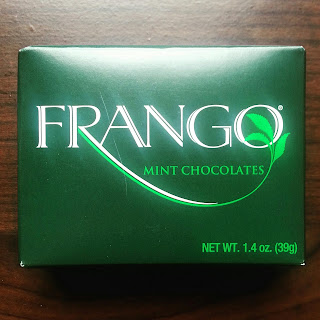 FRANGO®
MINT CHOCOLATES
NET WT. 1.4 oz. (39g)